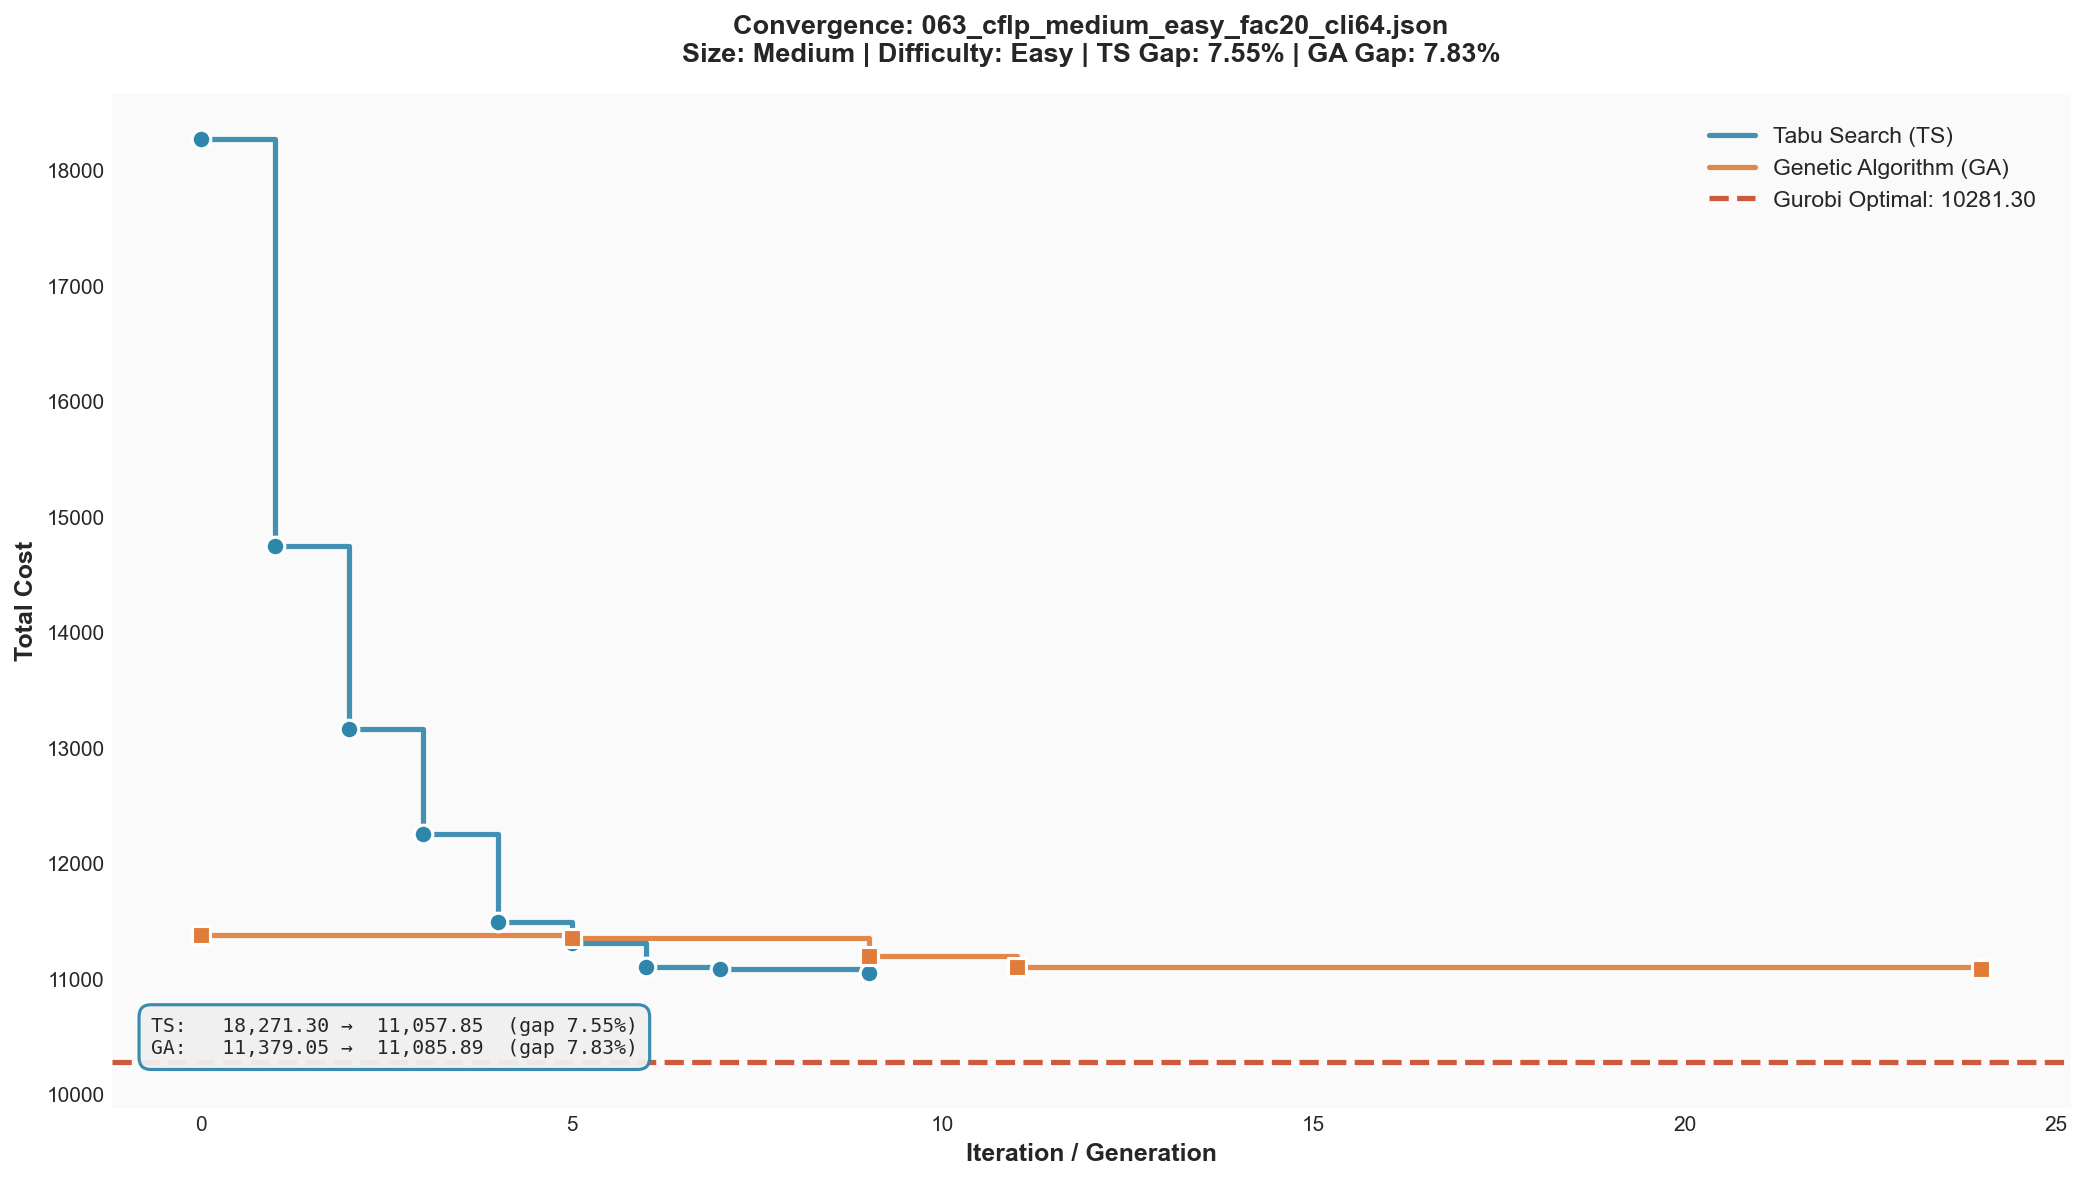 Convergence: 063_cflp_medium_easy_fac20_cli64.json
Size: Medium | Difficulty: Easy | TS Gap: 7.55% | GA Gap: 7.83%
Tabu Search (TS)
Genetic Algorithm (GA)
Gurobi Optimal: 10281.30
Total Cost
18000
17000
16000
15000
14000
13000
12000
11000
10000
TS: 18,271.30 → 11,057.85 (gap 7.55%)
GA: 11,379.05 → 11,085.89 (gap 7.83%)
0 5 10 15 20 25
Iteration / Generation